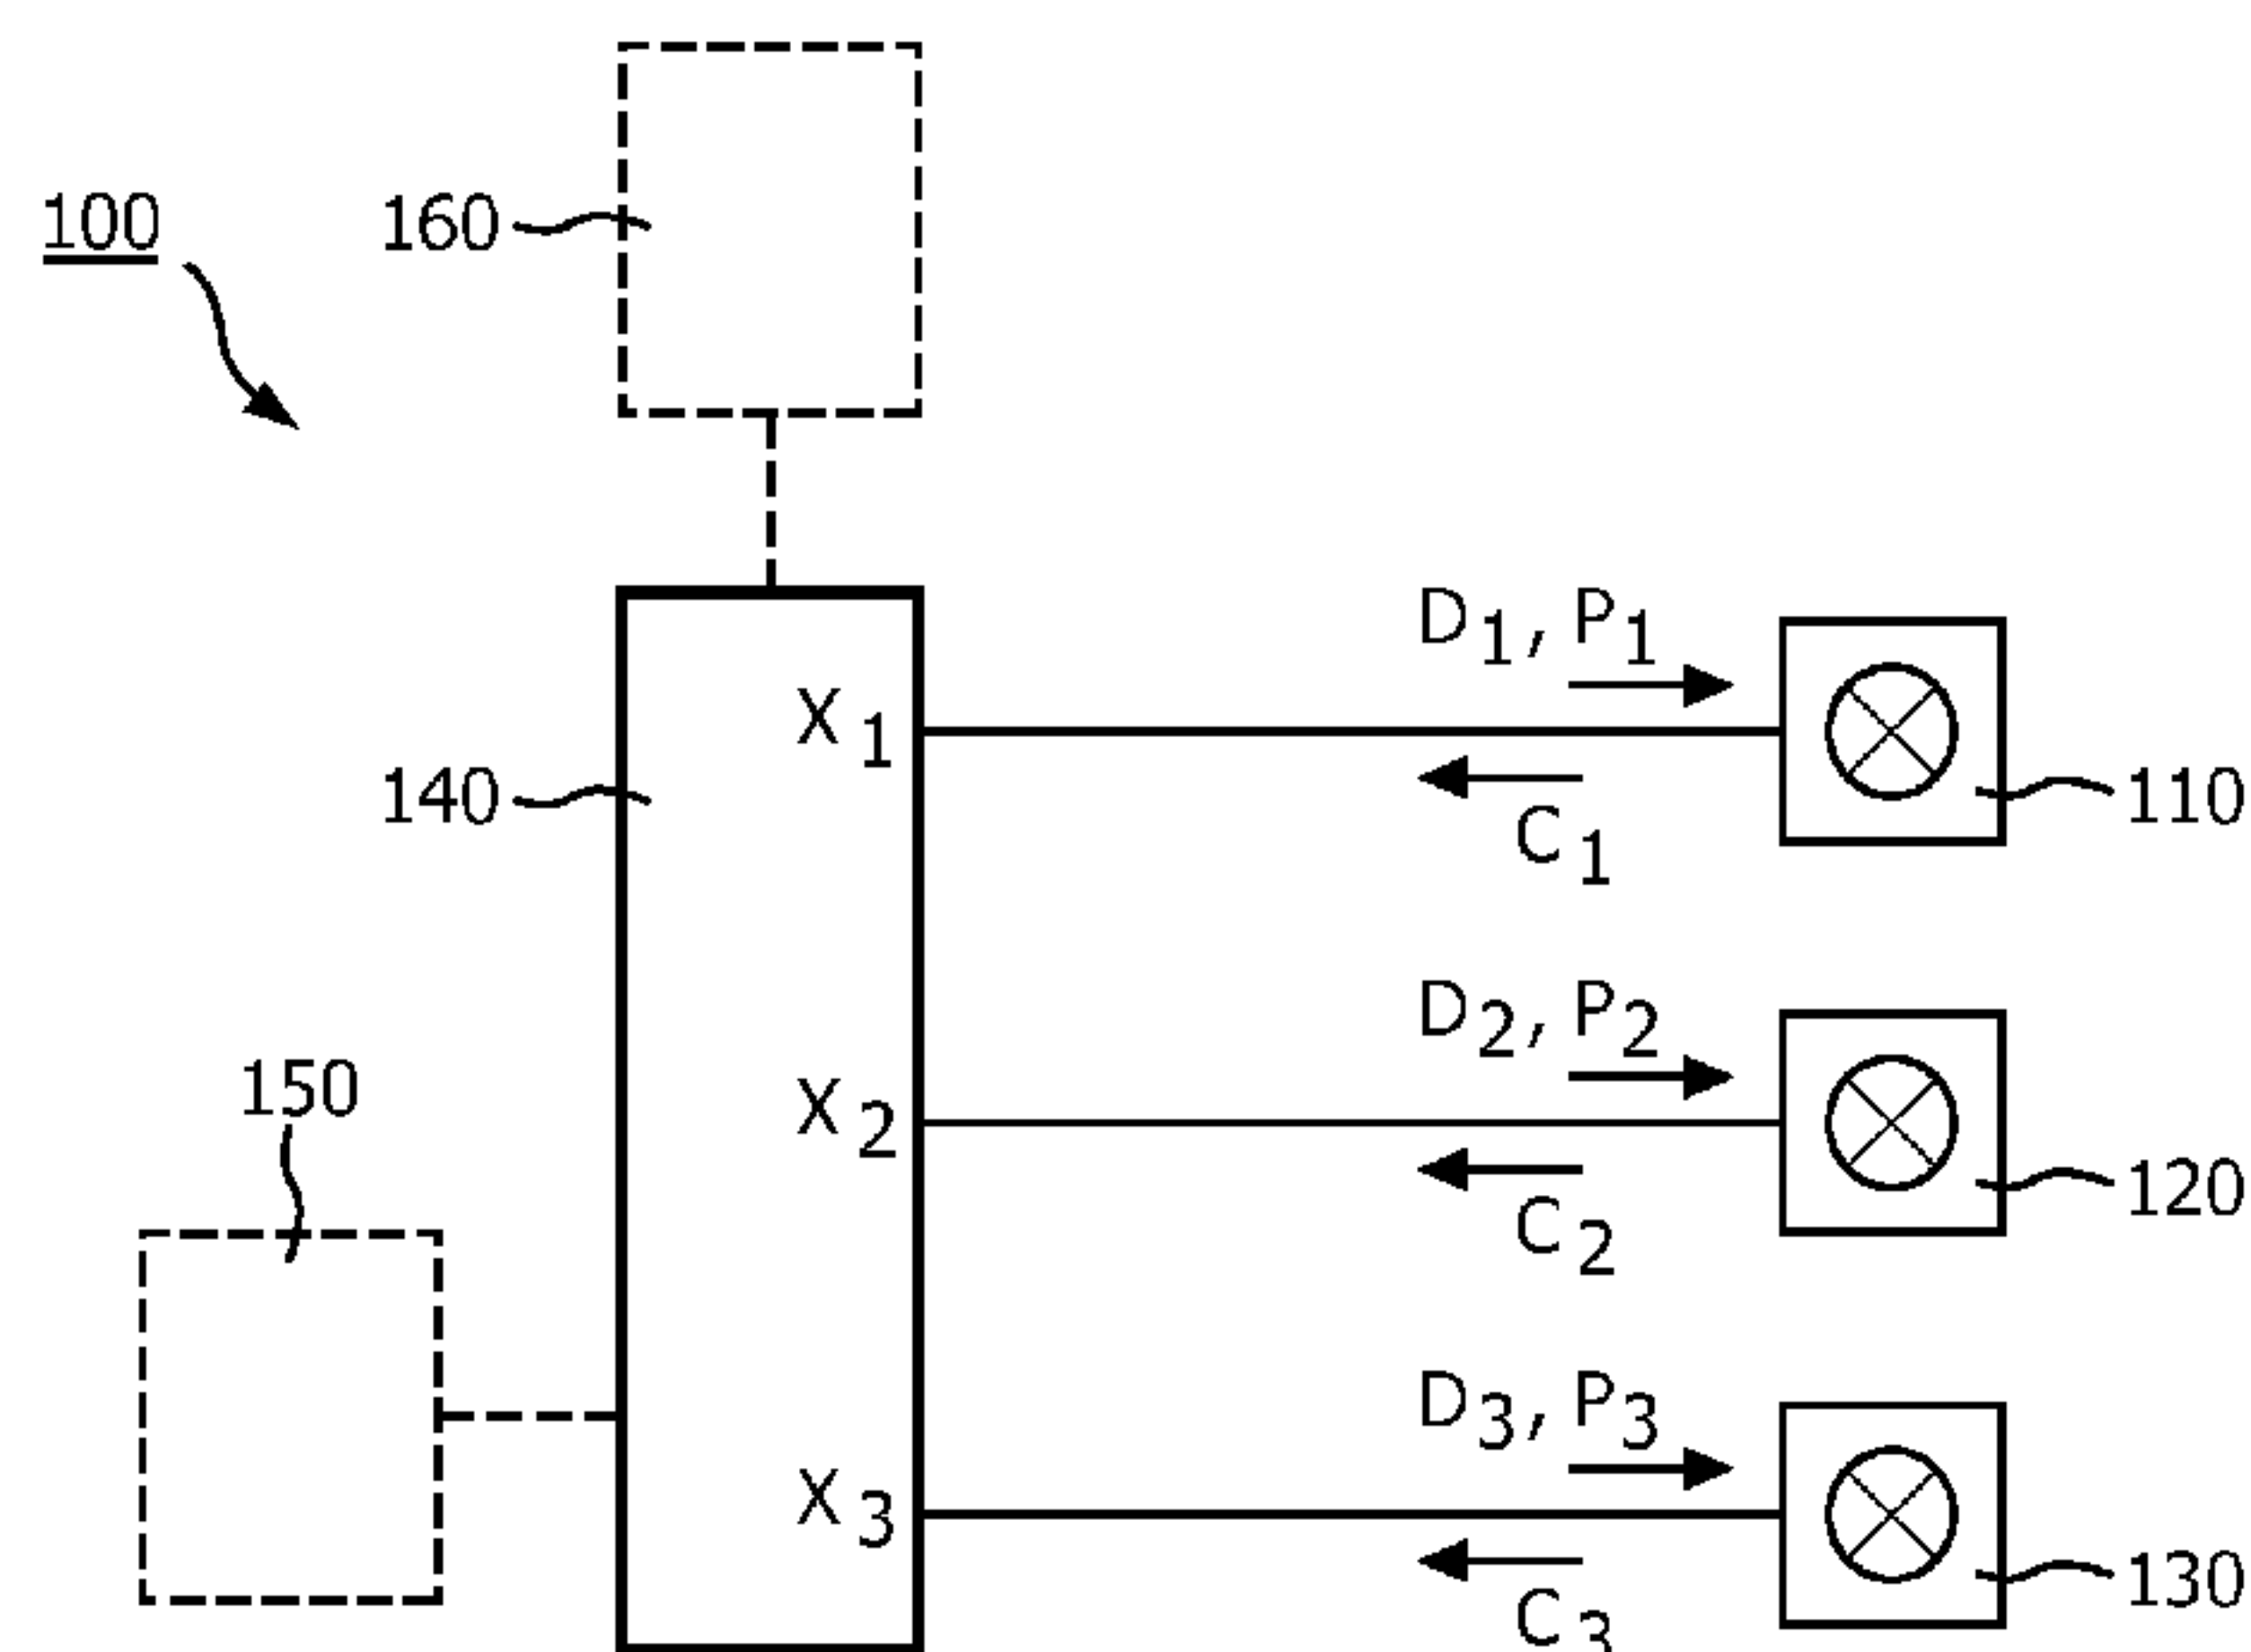 100
160
D1, P1
X1
140
110
C1
D2, P2
150
X2
120
C2
D3, P3
X3
130
C3